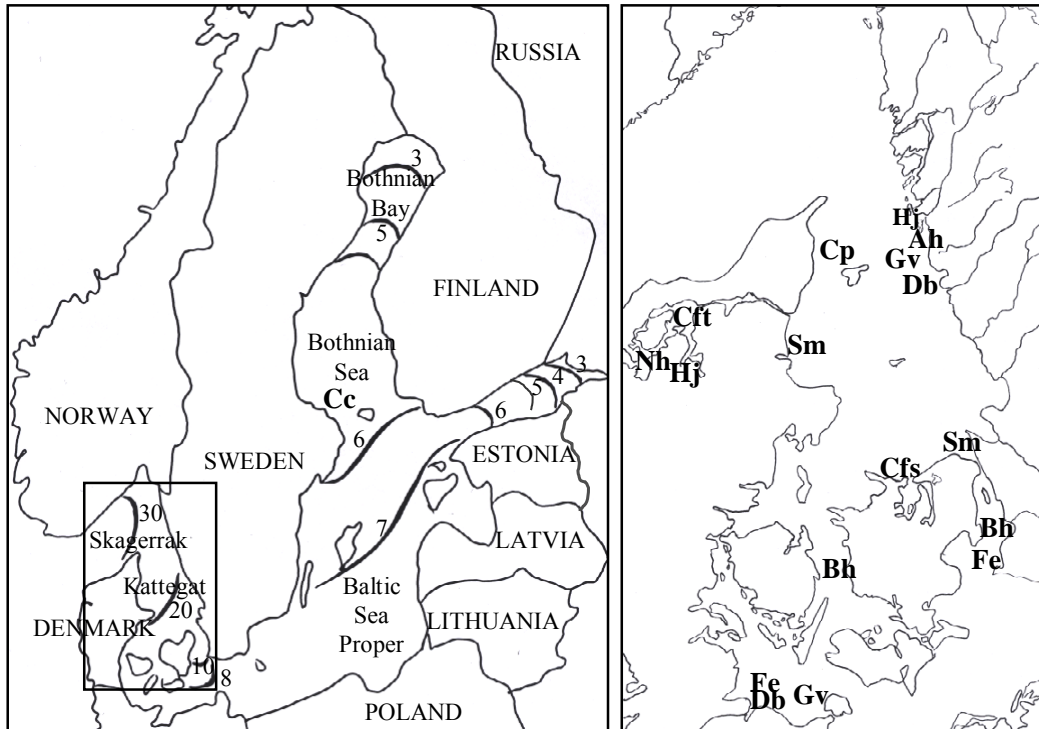 RUSSIA
3
Bothnian
Bay
5
FINLAND
Bothnian
Sea
Cc
3
4
5
6
6
NORWAY
SWEDEN
ESTONIA
30
Skagerrak
7
LATVIA
Kattegat
20
Baltic
Sea
Proper
DENMARK
LITHUANIA
10
8
POLAND
Hj
Ah
Cp
Gv
Db
Cft
Sm
Nh
Hj
Sm
Cfs
Bh
Fe
Bh
Fe
Db
Gv